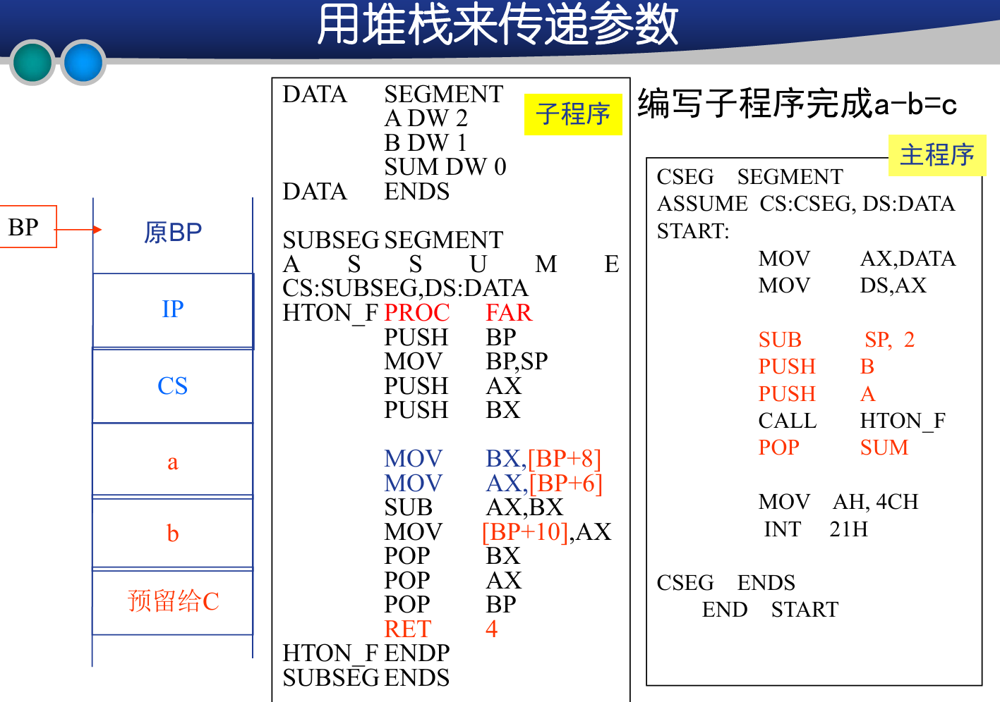 用堆栈来传递参数
BP
原BP
IP
CS
a
b
预留给C
子程序
DATA SEGMENT
A DW 2
B DW 1
SUM DW 0
DATA ENDS
SUBSEG SEGMENT
A S S U M E
CS:SUBSEG,DS:DATA
HTON_F PROC FAR
PUSH BP
MOV BP,SP
PUSH AX
PUSH BX
MOV BX,[BP+8]
MOV AX,[BP+6]
SUB AX,BX
MOV [BP+10],AX
POP BX
POP AX
POP BP
RET 4
HTON_F ENDP
SUBSEG ENDS
编写子程序完成a-b=c
主程序
CSEG SEGMENT
ASSUME CS:CSEG, DS:DATA
START:
MOV AX,DATA
MOV DS,AX
SUB SP, 2
PUSH B
PUSH A
CALL HTON_F
POP SUM
MOV AH, 4CH
INT 21H
CSEG ENDS
END START